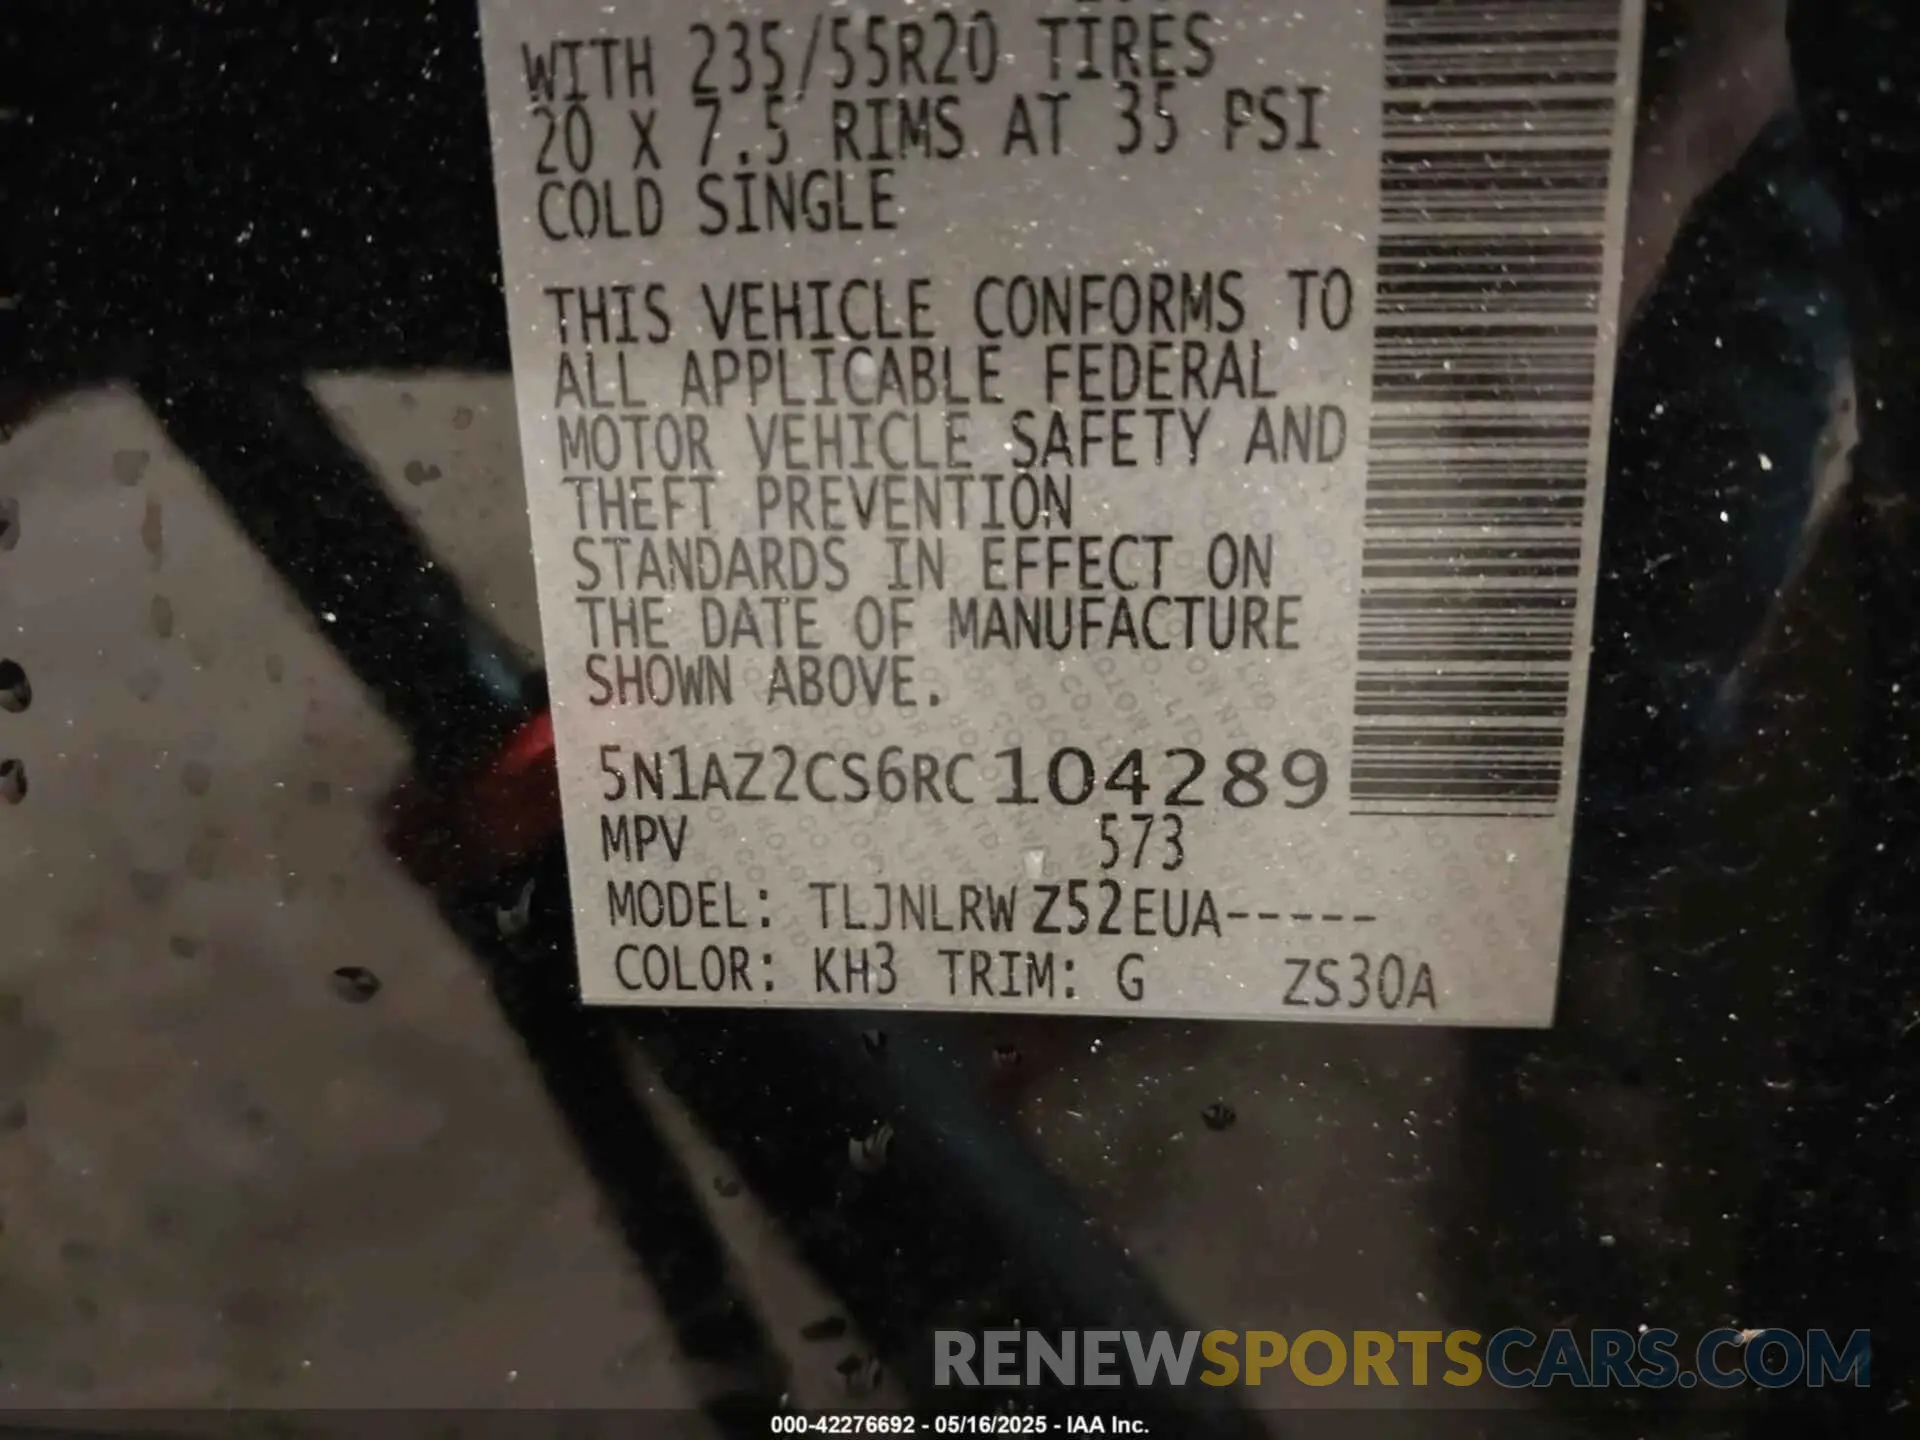 WITH 235/55R20 TIRES
20 X 7.5 RIMS AT 35 PSI
COLD SINGLE
THIS VEHICLE CONFORMS TO
ALL APPLICABLE FEDERAL
MOTOR VEHICLE SAFETY AND
THEFT PREVENTION
STANDARDS IN EFFECT ON
THE DATE OF MANUFACTURE
SHOWN ABOVE.
5N1AZ2CS6RC104289
MPV 573
MODEL: TLJNLRWZ52EUA-----
COLOR: KH3 TRIM: G ZS30A
RENEWSPORTSCARS.COM
000-42276692 - 05/16/2025 - IAA Inc.